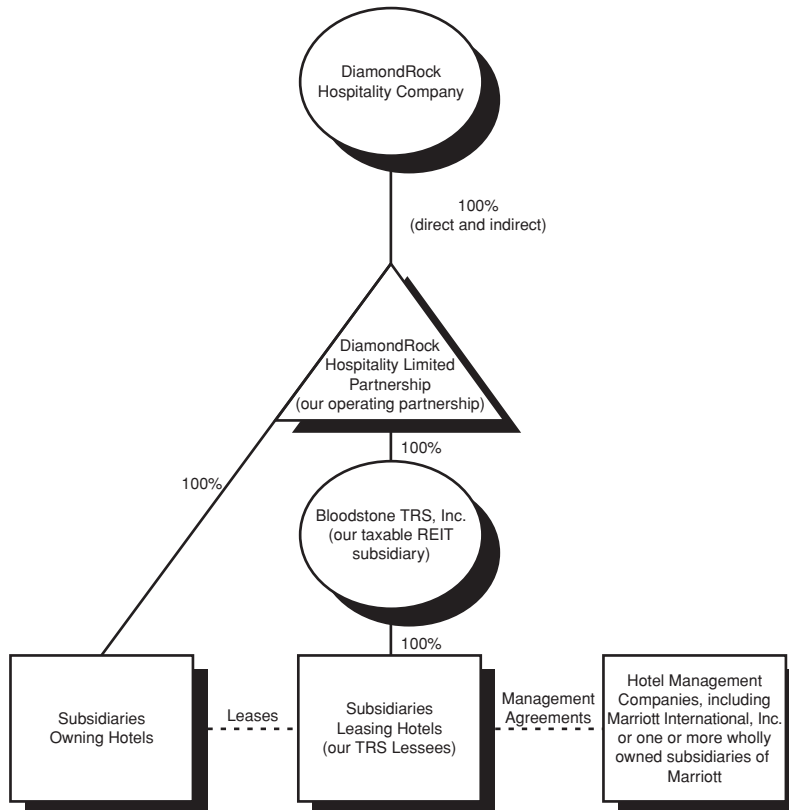 DiamondRock
Hospitality Company
100%
(direct and indirect)
DiamondRock
Hospitality Limited
Partnership
(our operating partnership)
100%
100%
Bloodstone TRS, Inc.
(our taxable REIT
subsidiary)
100%
Subsidiaries
Owning Hotels
Leases
Subsidiaries
Leasing Hotels
(our TRS Lessees)
Management
Agreements
Hotel Management
Companies, including
Marriott International, Inc.
or one or more wholly
owned subsidiaries of
Marriott